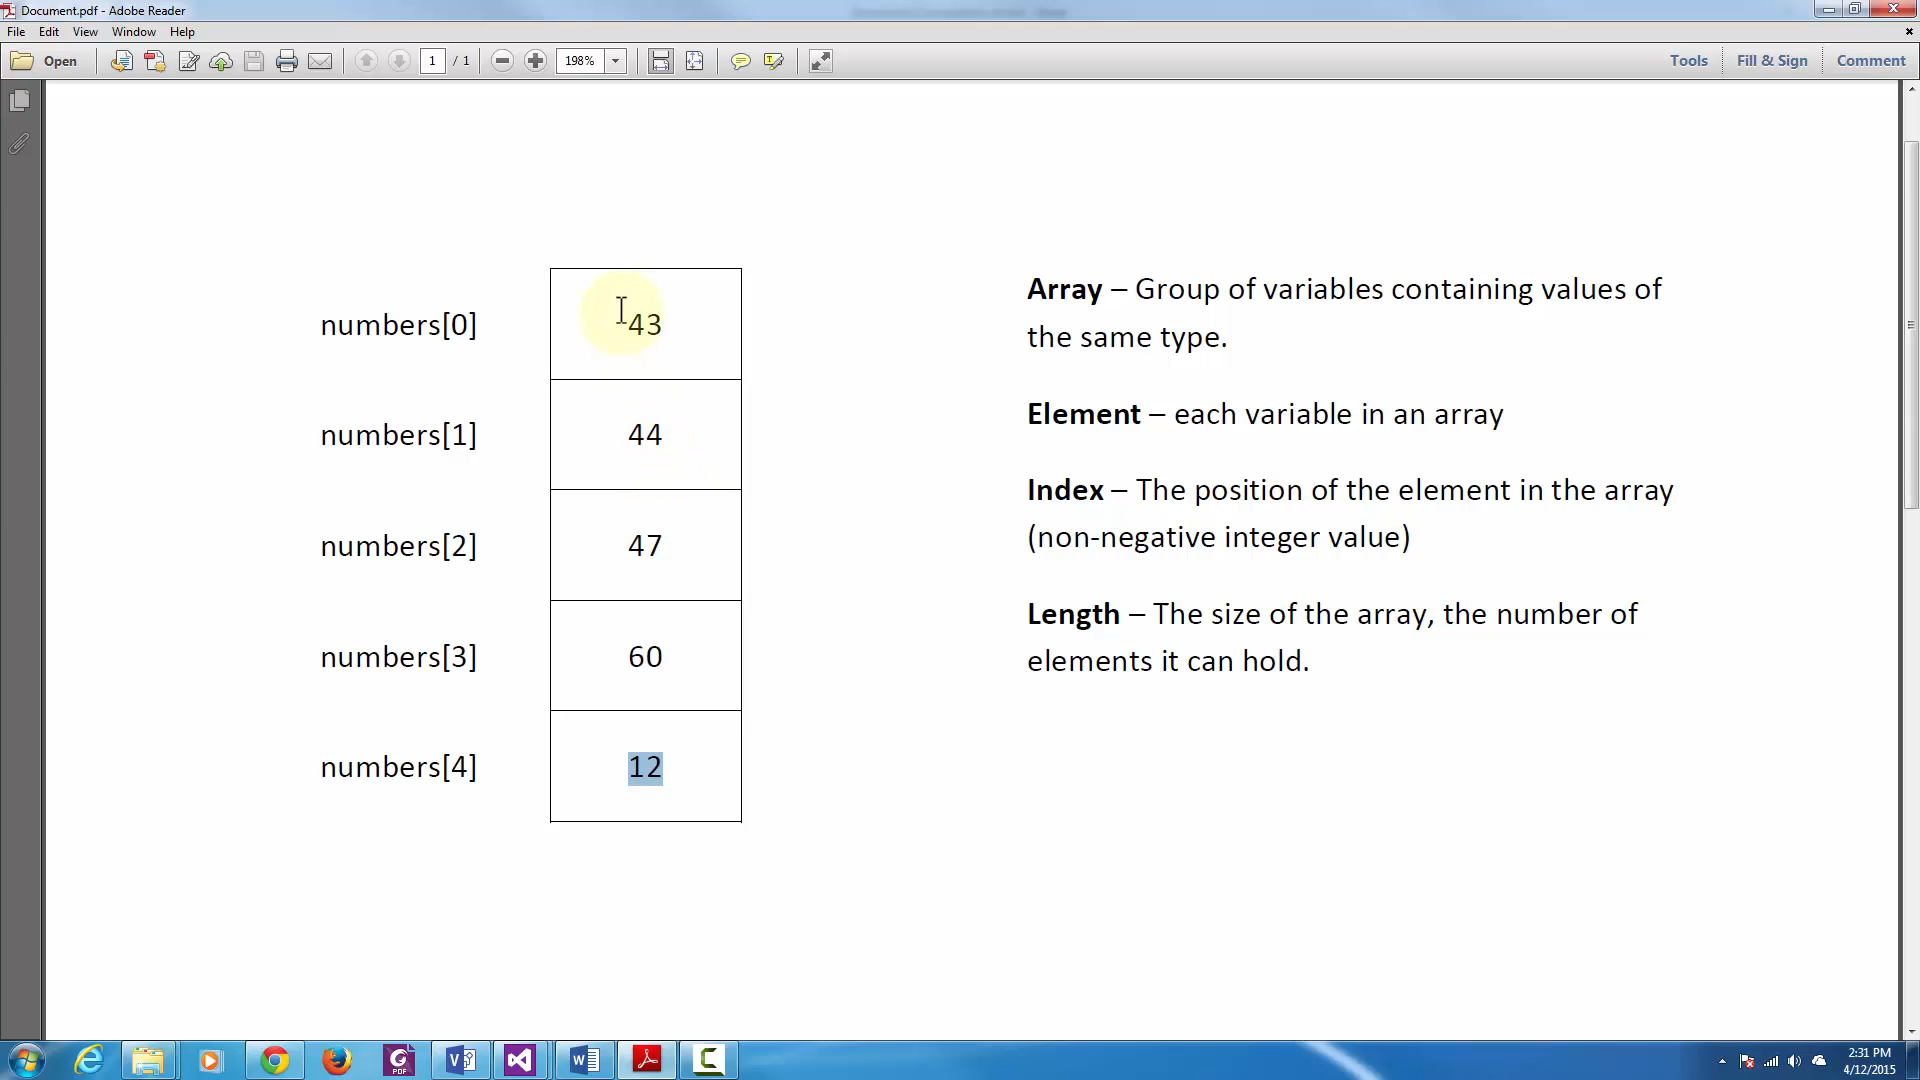 Document.pdf - Adobe Reader
File Edit View Window Help
Open 1 / 1 198% Tools Fill & Sign Comment
numbers[0] 43
numbers[1] 44
numbers[2] 47
numbers[3] 60
numbers[4] 12
Array – Group of variables containing values of
the same type.
Element – each variable in an array
Index – The position of the element in the array
(non-negative integer value)
Length – The size of the array, the number of
elements it can hold.
PDF
2:31 PM
4/12/2015